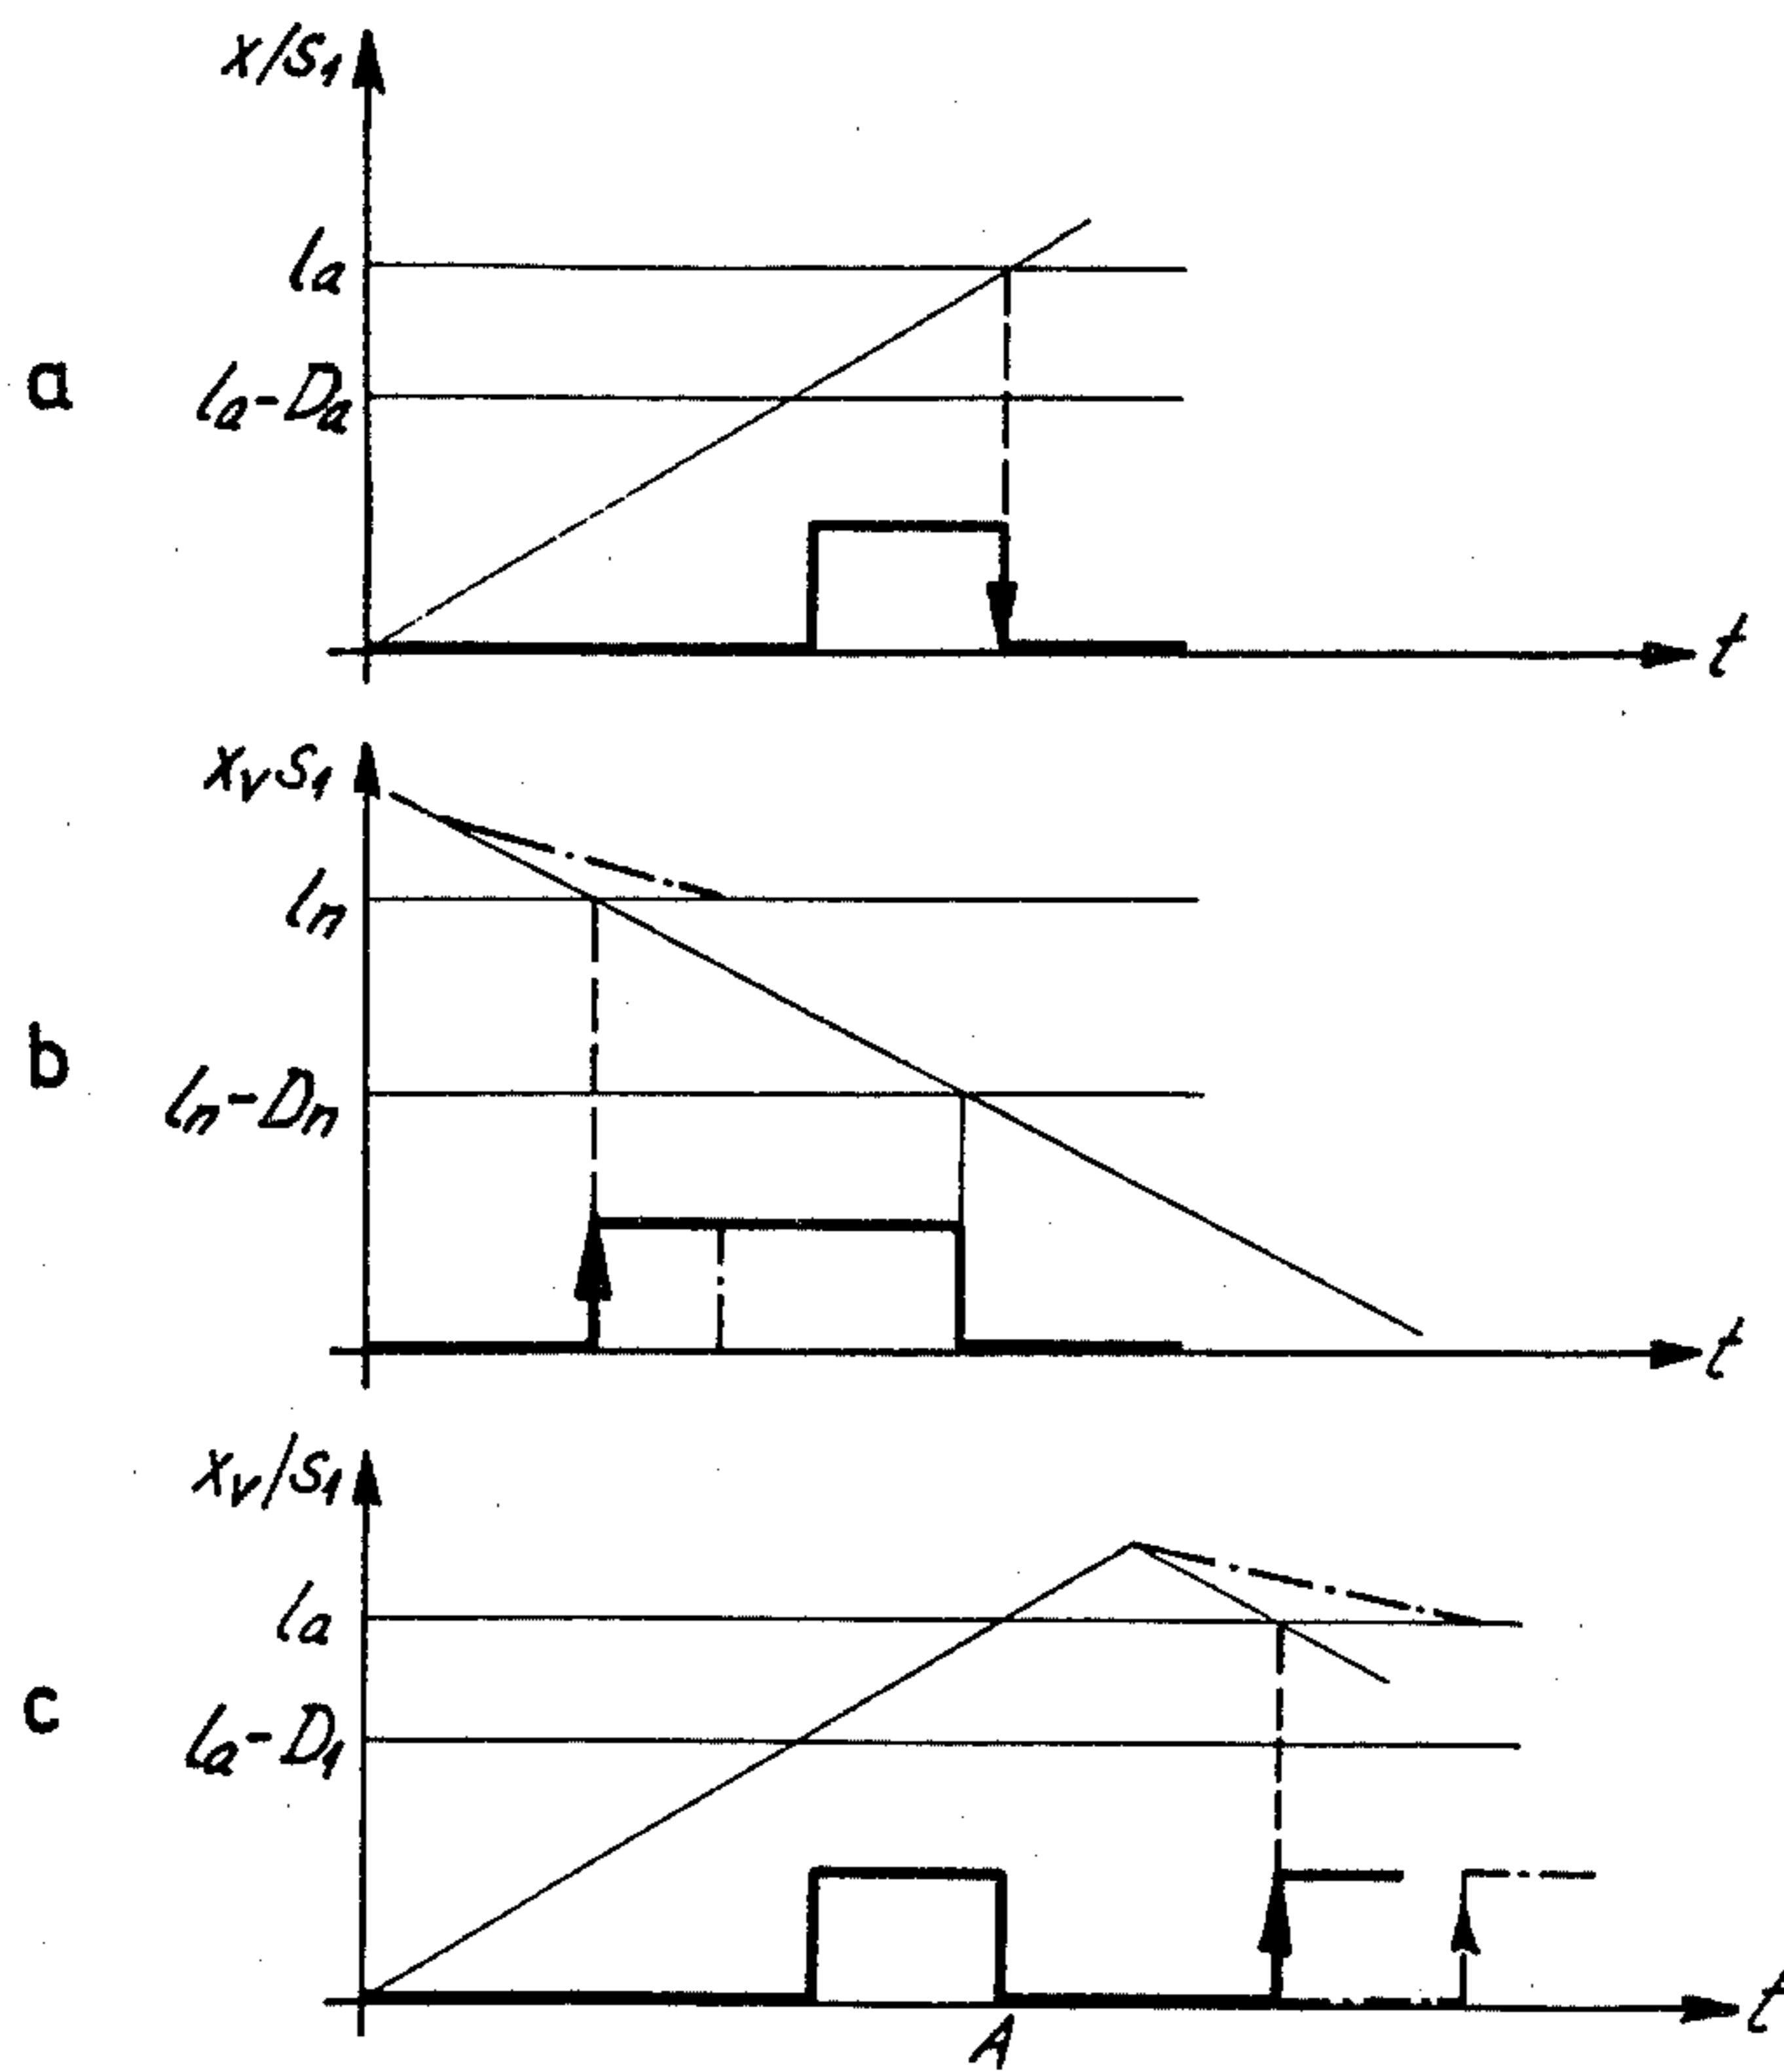 x/s₁
lₐ
a
lₐ-Dₐ
t
xᵥs₁
lₙ
b
lₙ-Dₙ
t
xᵥ/s₁
lₐ
c
lₐ-D₁
A
t